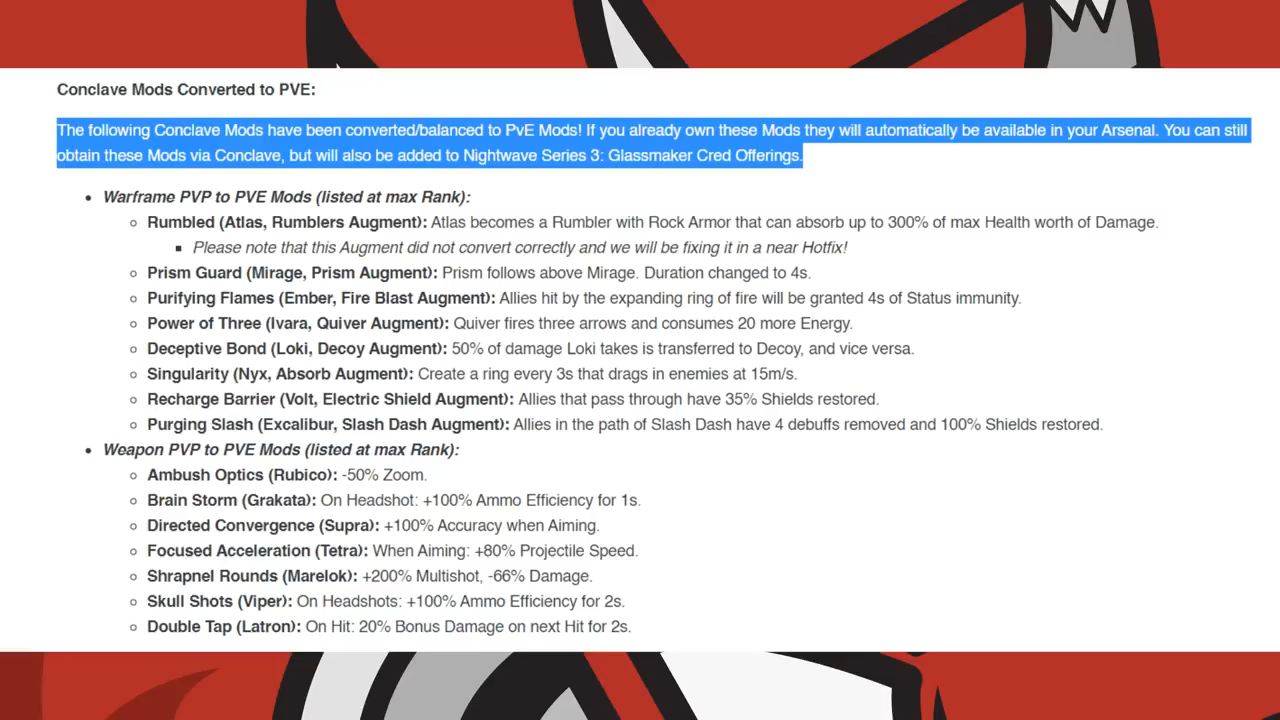 Conclave Mods Converted to PVE:
The following Conclave Mods have been converted/balanced to PvE Mods! If you already own these Mods they will automatically be available in your Arsenal. You can still
obtain these Mods via Conclave, but will also be added to Nightwave Series 3: Glassmaker Cred Offerings.
• Warframe PVP to PVE Mods (listed at max Rank):
○ Rumbled (Atlas, Rumblers Augment): Atlas becomes a Rumbler with Rock Armor that can absorb up to 300% of max Health worth of Damage.
▪ Please note that this Augment did not convert correctly and we will be fixing it in a near Hotfix!
○ Prism Guard (Mirage, Prism Augment): Prism follows above Mirage. Duration changed to 4s.
○ Purifying Flames (Ember, Fire Blast Augment): Allies hit by the expanding ring of fire will be granted 4s of Status immunity.
○ Power of Three (Ivara, Quiver Augment): Quiver fires three arrows and consumes 20 more Energy.
○ Deceptive Bond (Loki, Decoy Augment): 50% of damage Loki takes is transferred to Decoy, and vice versa.
○ Singularity (Nyx, Absorb Augment): Create a ring every 3s that drags in enemies at 15m/s.
○ Recharge Barrier (Volt, Electric Shield Augment): Allies that pass through have 35% Shields restored.
○ Purging Slash (Excalibur, Slash Dash Augment): Allies in the path of Slash Dash have 4 debuffs removed and 100% Shields restored.
• Weapon PVP to PVE Mods (listed at max Rank):
○ Ambush Optics (Rubico): -50% Zoom.
○ Brain Storm (Grakata): On Headshot: +100% Ammo Efficiency for 1s.
○ Directed Convergence (Supra): +100% Accuracy when Aiming.
○ Focused Acceleration (Tetra): When Aiming: +80% Projectile Speed.
○ Shrapnel Rounds (Marelok): +200% Multishot, -66% Damage.
○ Skull Shots (Viper): On Headshots: +100% Ammo Efficiency for 2s.
○ Double Tap (Latron): On Hit: 20% Bonus Damage on next Hit for 2s.